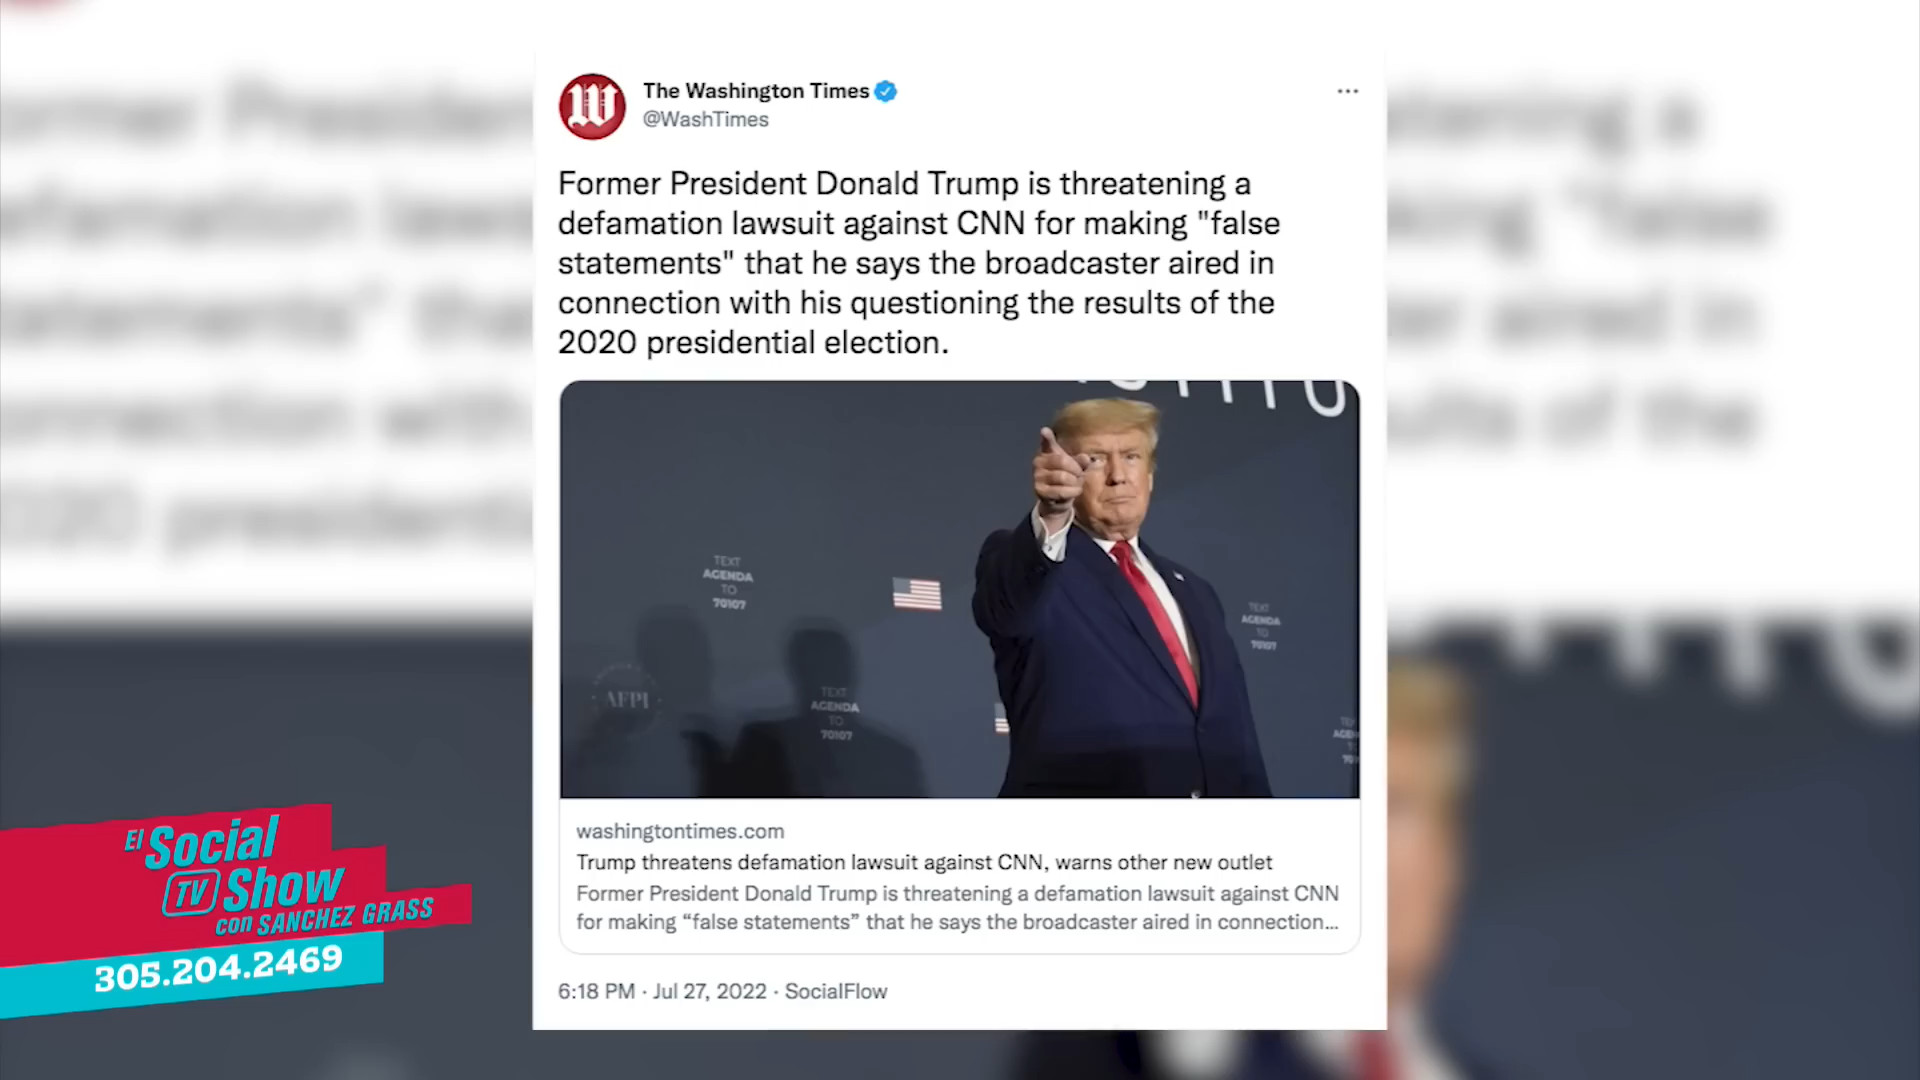 The Washington Times
@WashTimes
Former President Donald Trump is threatening a
defamation lawsuit against CNN for making "false
statements" that he says the broadcaster aired in
connection with his questioning the results of the
2020 presidential election.
TEXT
AGENDA
TO
70107
TEXT
AGENDA
TO
70107
AFPI
TEXT
AGENDA
TO
70107
washingtontimes.com
Trump threatens defamation lawsuit against CNN, warns other new outlet
Former President Donald Trump is threatening a defamation lawsuit against CNN
for making “false statements” that he says the broadcaster aired in connection...
6:18 PM · Jul 27, 2022 · SocialFlow
El Social
TV Show
con SANCHEZ GRASS
305.204.2469